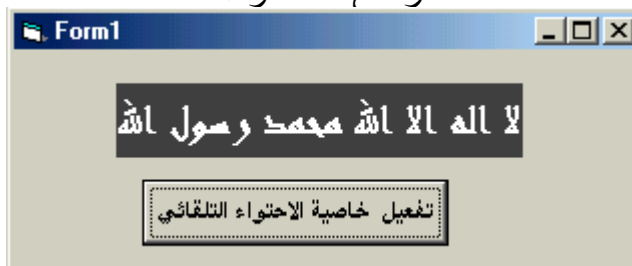 Form1
لا اله الا الله محمد رسول الله
تفعيل خاصية الاحتواء التلقائي